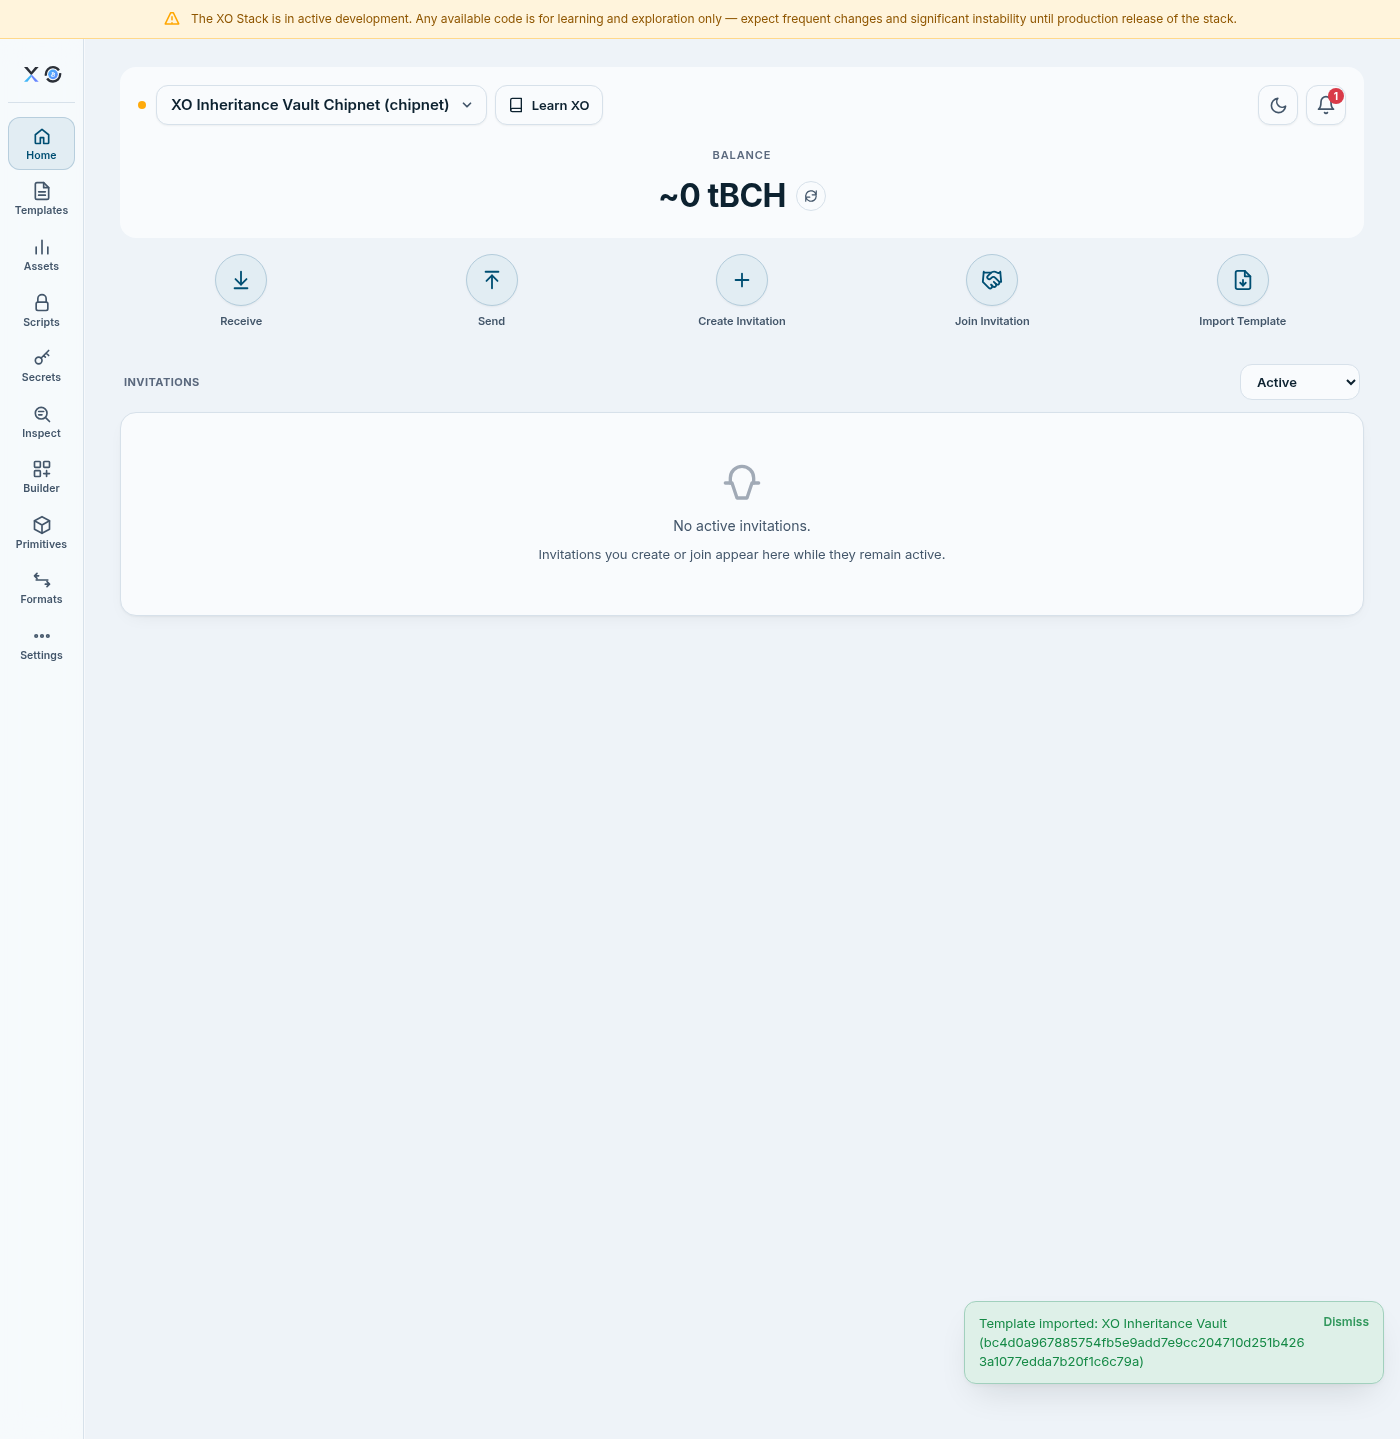 The XO Stack is in active development. Any available code is for learning and exploration only — expect frequent changes and significant instability until production release of the stack.
XO
XO Inheritance Vault Chipnet (chipnet)
Learn XO
1
BALANCE
~0 tBCH
Home
Templates
Assets
Scripts
Secrets
Inspect
Builder
Primitives
Formats
Settings
Receive
Send
Create Invitation
Join Invitation
Import Template
INVITATIONS
Active
No active invitations.
Invitations you create or join appear here while they remain active.
Template imported: XO Inheritance Vault
(bc4d0a967885754fb5e9add7e9cc204710d251b426
3a1077edda7b20f1c6c79a)
Dismiss